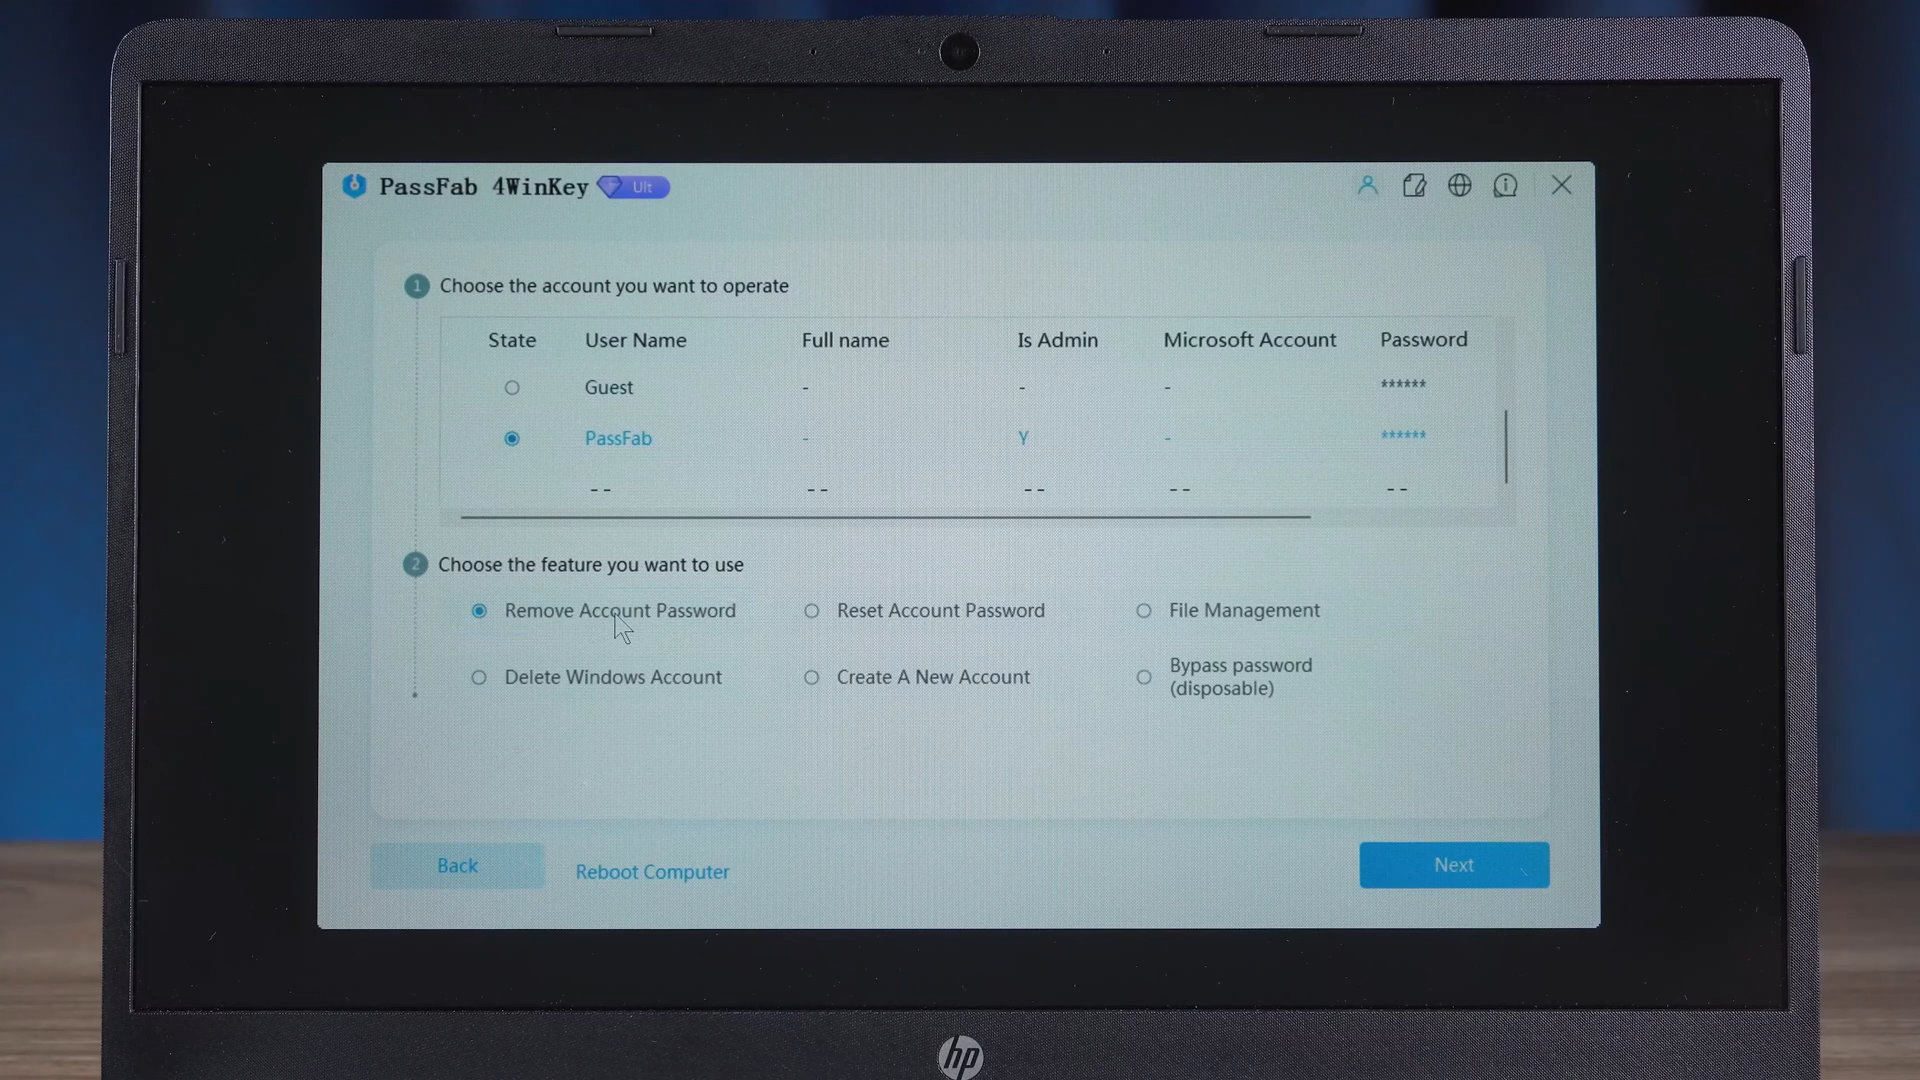 PassFab 4WinKey Ult
1 Choose the account you want to operate
State User Name Full name Is Admin Microsoft Account Password
Guest - - - ******
PassFab - Y - ******
-- -- -- -- --
2 Choose the feature you want to use
Remove Account Password Reset Account Password File Management
Delete Windows Account Create A New Account Bypass password
(disposable)
Back Reboot Computer Next
hp